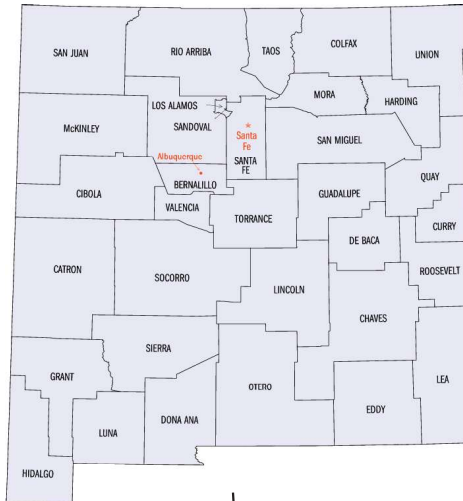 SAN JUAN
RIO ARRIBA
TAOS
COLFAX
UNION
MORA
HARDING
LOS ALAMOS
McKINLEY
SANDOVAL
Santa
Fe
SANTA
FE
SAN MIGUEL
Albuquerque
BERNALILLO
CIBOLA
VALENCIA
TORRANCE
GUADALUPE
QUAY
CURRY
DE BACA
ROOSEVELT
CATRON
SOCORRO
LINCOLN
CHAVES
SIERRA
GRANT
OTERO
LEA
EDDY
LUNA
DONA ANA
HIDALGO